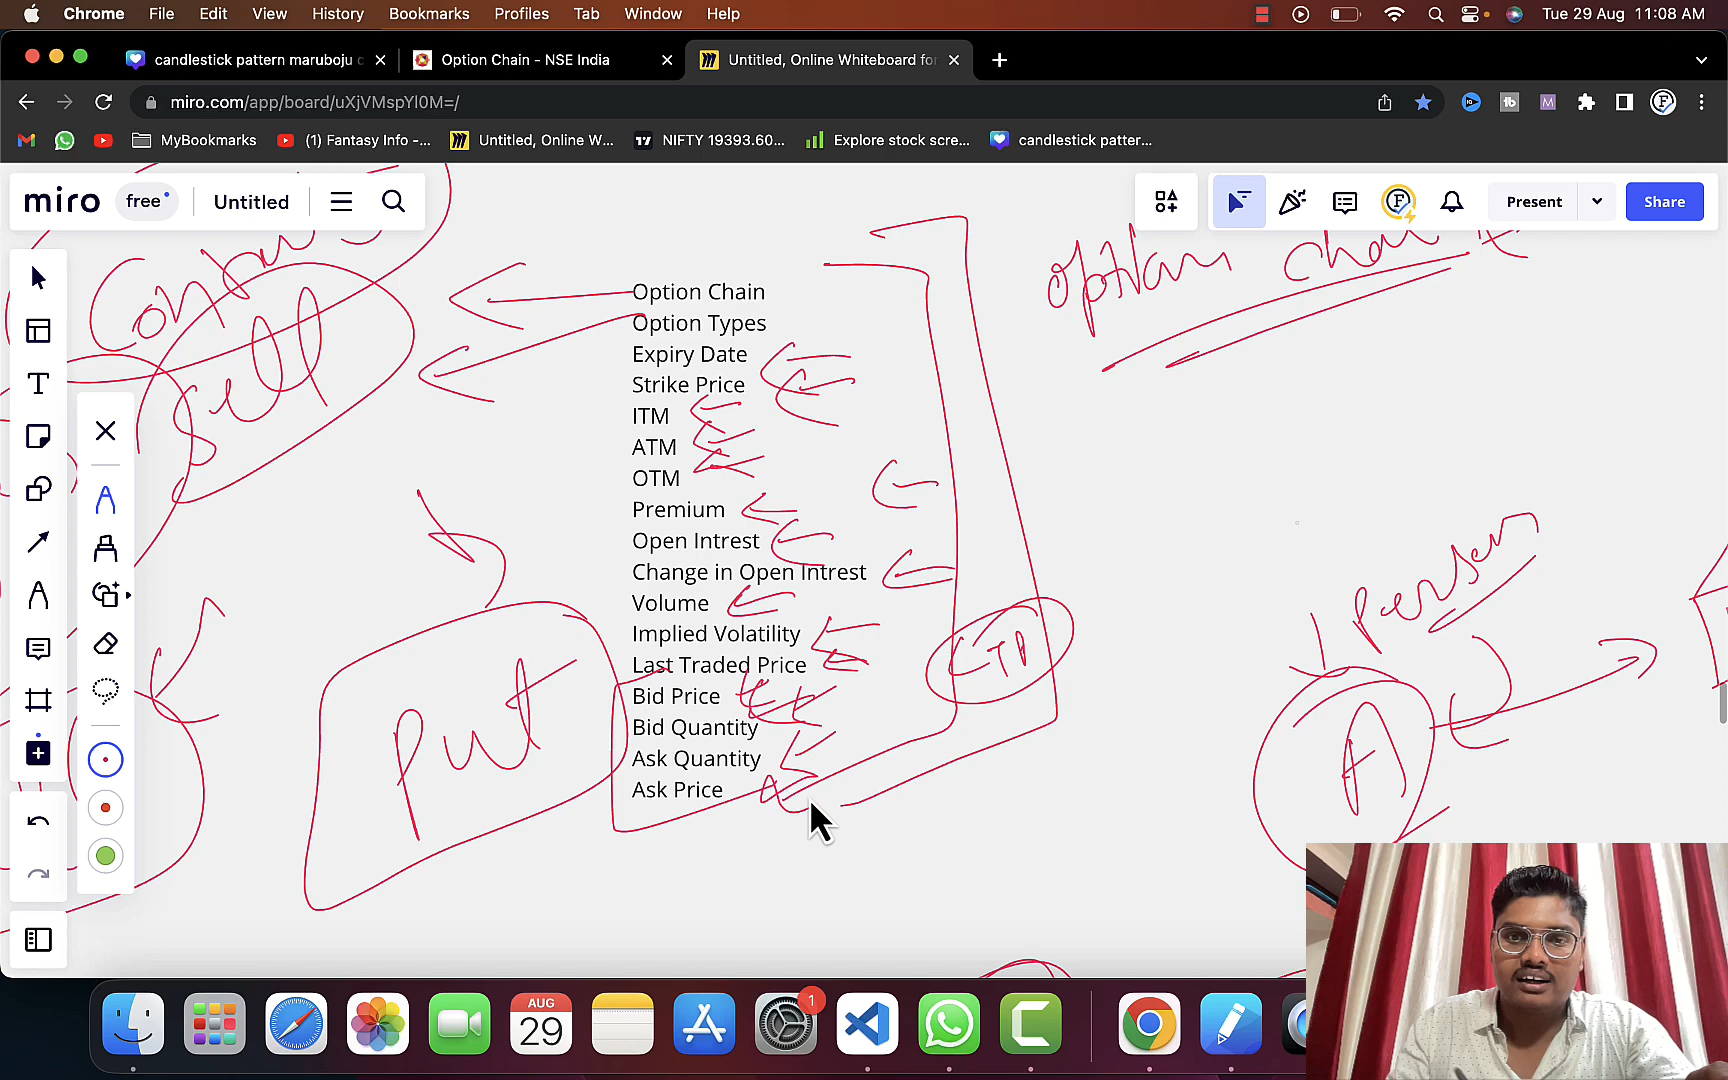 Chrome File Edit View History Bookmarks Profiles Tab Window Help Tue 29 Aug 11:08 AM
candlestick pattern maruboju c Option Chain - NSE India Untitled, Online Whiteboard for
miro.com/app/board/uXjVMspYl0M=/
MyBookmarks (1) Fantasy Info -... Untitled, Online W... NIFTY 19393.60... Explore stock scre... candlestick patter...
miro free Untitled Present Share
option chain
Sell
Option Chain
Option Types
Expiry Date
Strike Price
ITM
ATM
OTM
Premium
Open Intrest
Change in Open Intrest
Volume
Implied Volatility
Last Traded Price
Bid Price
Bid Quantity
Ask Quantity
Ask Price
LTP
put
1 person
A
AUG
29
1